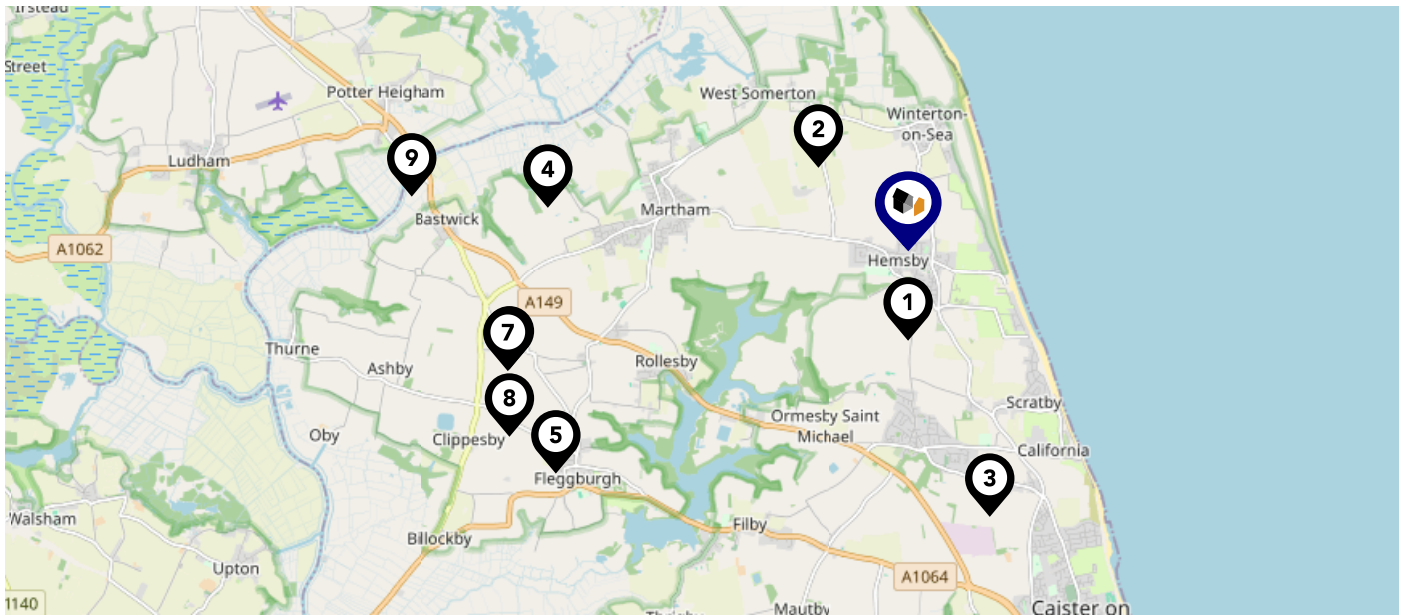 Irstead
Street
Potter Heigham
West Somerton
Winterton-
on-Sea
2
Ludham
9
4
Martham
Bastwick
A1062
Hemsby
A149
1
7
Thurne
Ashby
Rollesby
8
Scratby
Ormesby Saint
Michael
Oby
Clippesby
5
California
Fleggburgh
3
Walsham
Filby
Billockby
Upton
A1064
1140
Mautby
Caister on